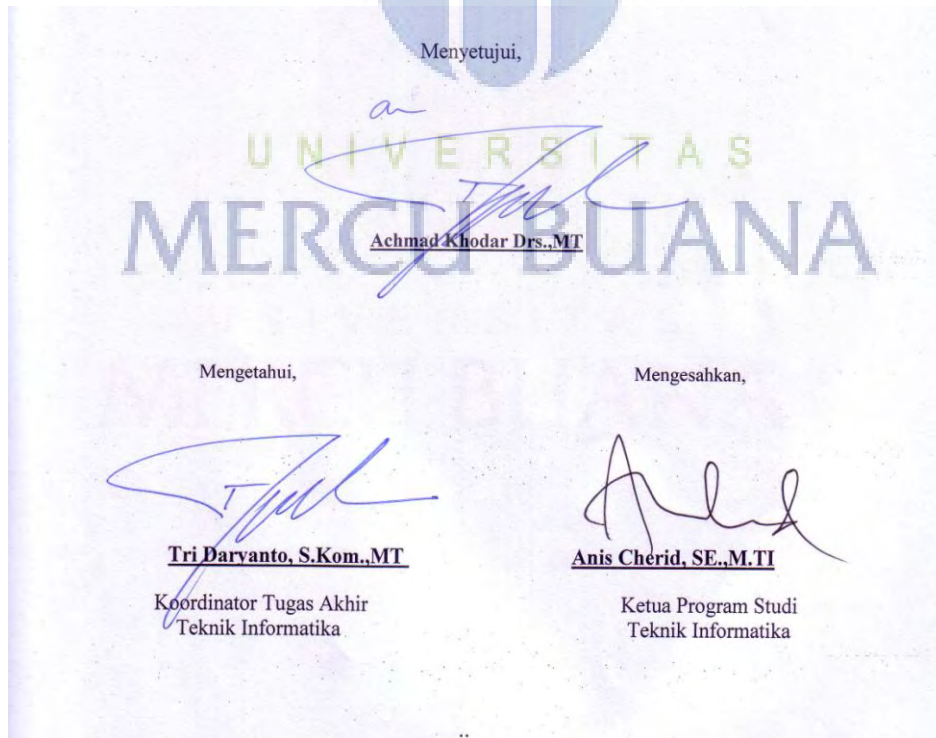 Menyetujui,
an
UNIVERSITAS
MERCU BUANA
Achmad Khodar Drs.,MT
Mengetahui,
Mengesahkan,
Tri Daryanto, S.Kom.,MT
Anis Cherid, SE.,M.TI
Koordinator Tugas Akhir
Teknik Informatika
Ketua Program Studi
Teknik Informatika